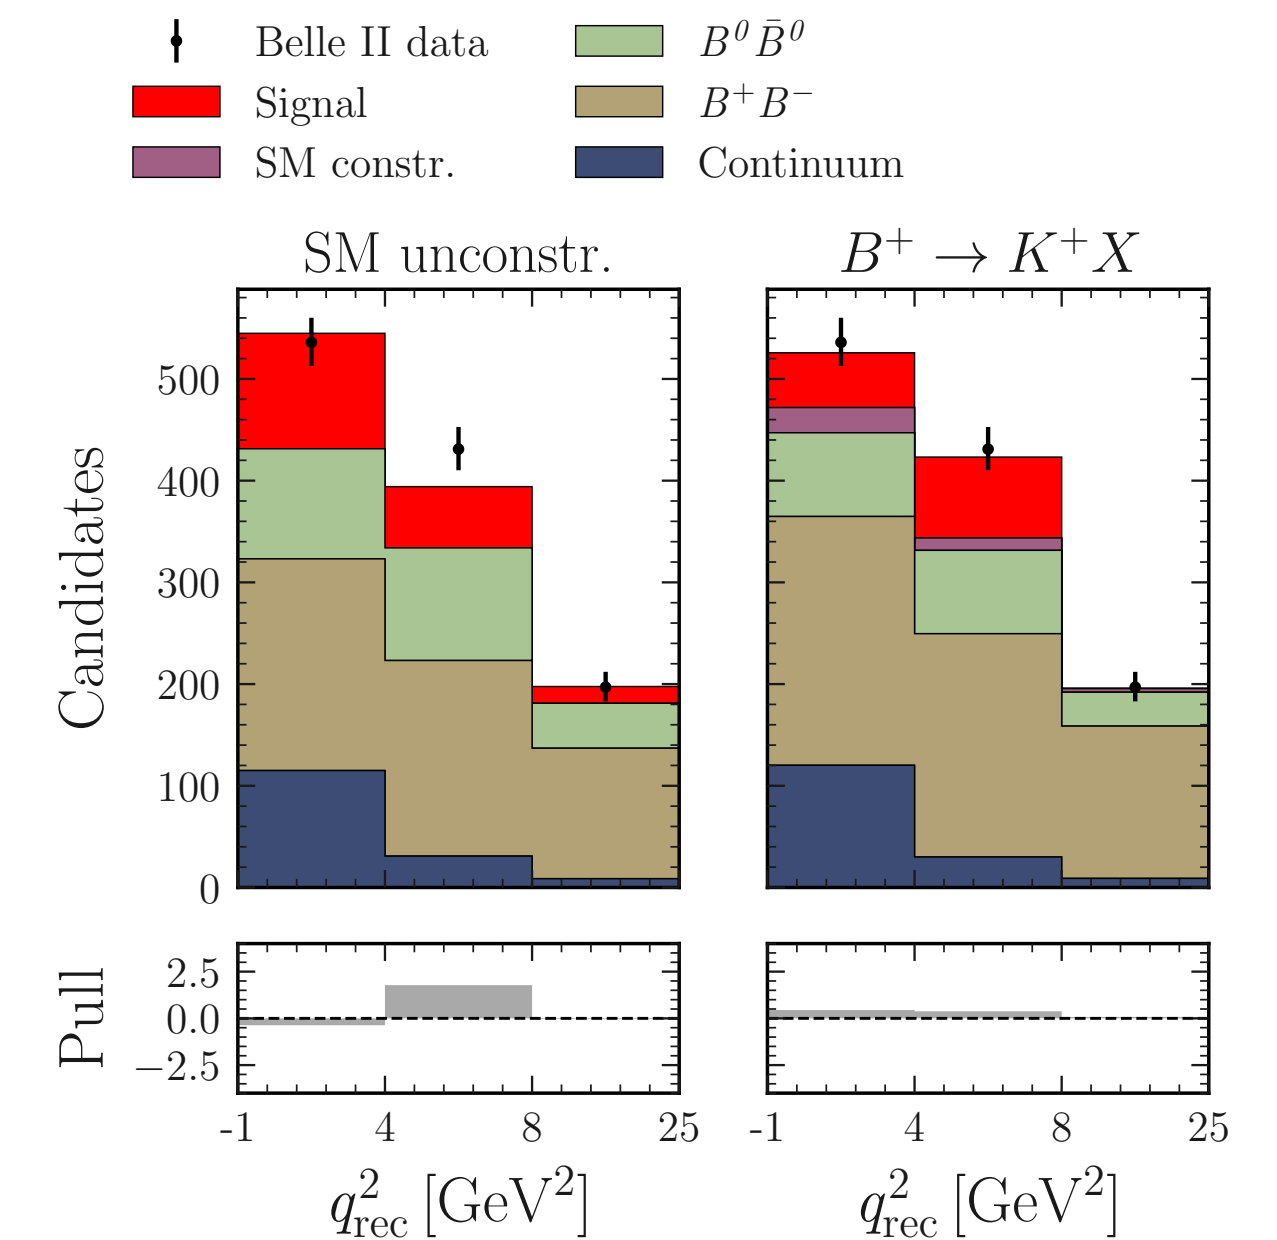 Belle II data
Signal
SM constr.
B⁰B̄⁰
B⁺B⁻
Continuum
SM unconstr.
B⁺ → K⁺X
Candidates
500
400
300
200
100
0
Pull
2.5
0.0
−2.5
-1 4 8 25
-1 4 8 25
q²rec [GeV²]
q²rec [GeV²]